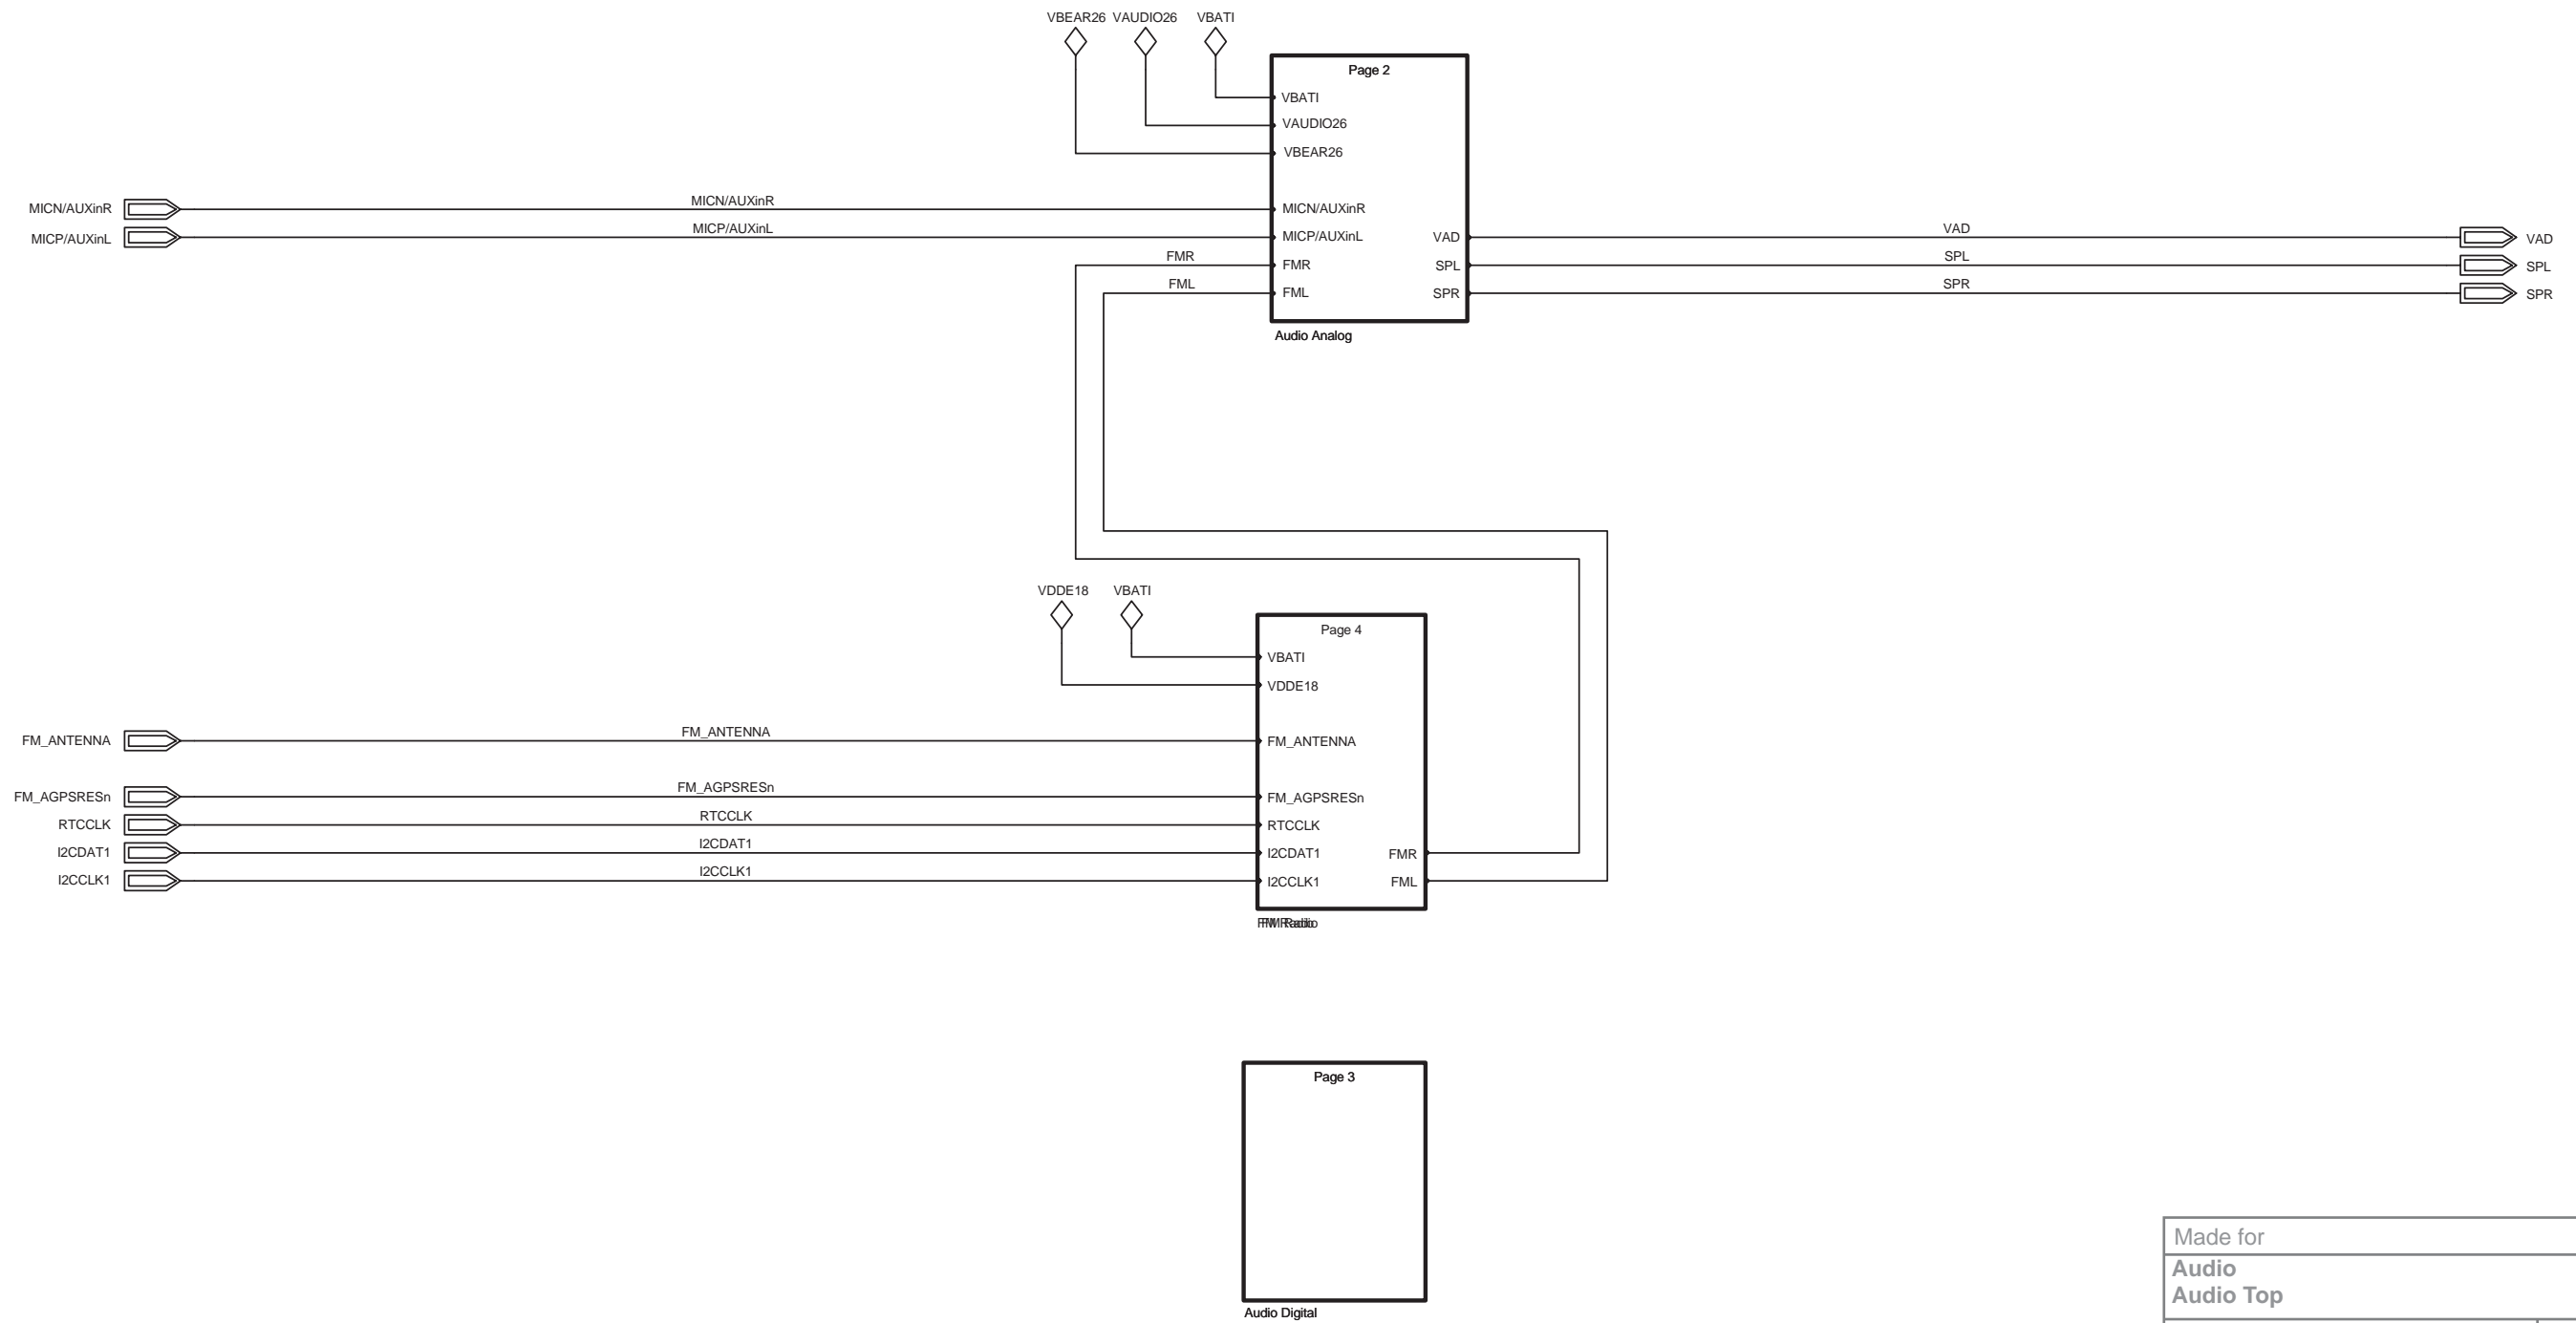 VBEAR26 VAUDIO26 VBATI
Page 2
VBATI
VAUDIO26
VBEAR26
MICN/AUXinR MICN/AUXinR MICN/AUXinR
MICP/AUXinL MICP/AUXinL MICP/AUXinL VAD VAD VAD
FMR FMR SPL SPL SPL
FML FML SPR SPR SPR
Audio Analog
VDDE18 VBATI
Page 4
VBATI
VDDE18
FM_ANTENNA FM_ANTENNA FM_ANTENNA
FM_AGPSRESn FM_AGPSRESn FM_AGPSRESn
RTCCLK RTCCLK RTCCLK
I2CDAT1 I2CDAT1 I2CDAT1 FMR
I2CCLK1 I2CCLK1 I2CCLK1 FML
FM Radio
Page 3
Audio Digital
Made for
Audio
Audio Top